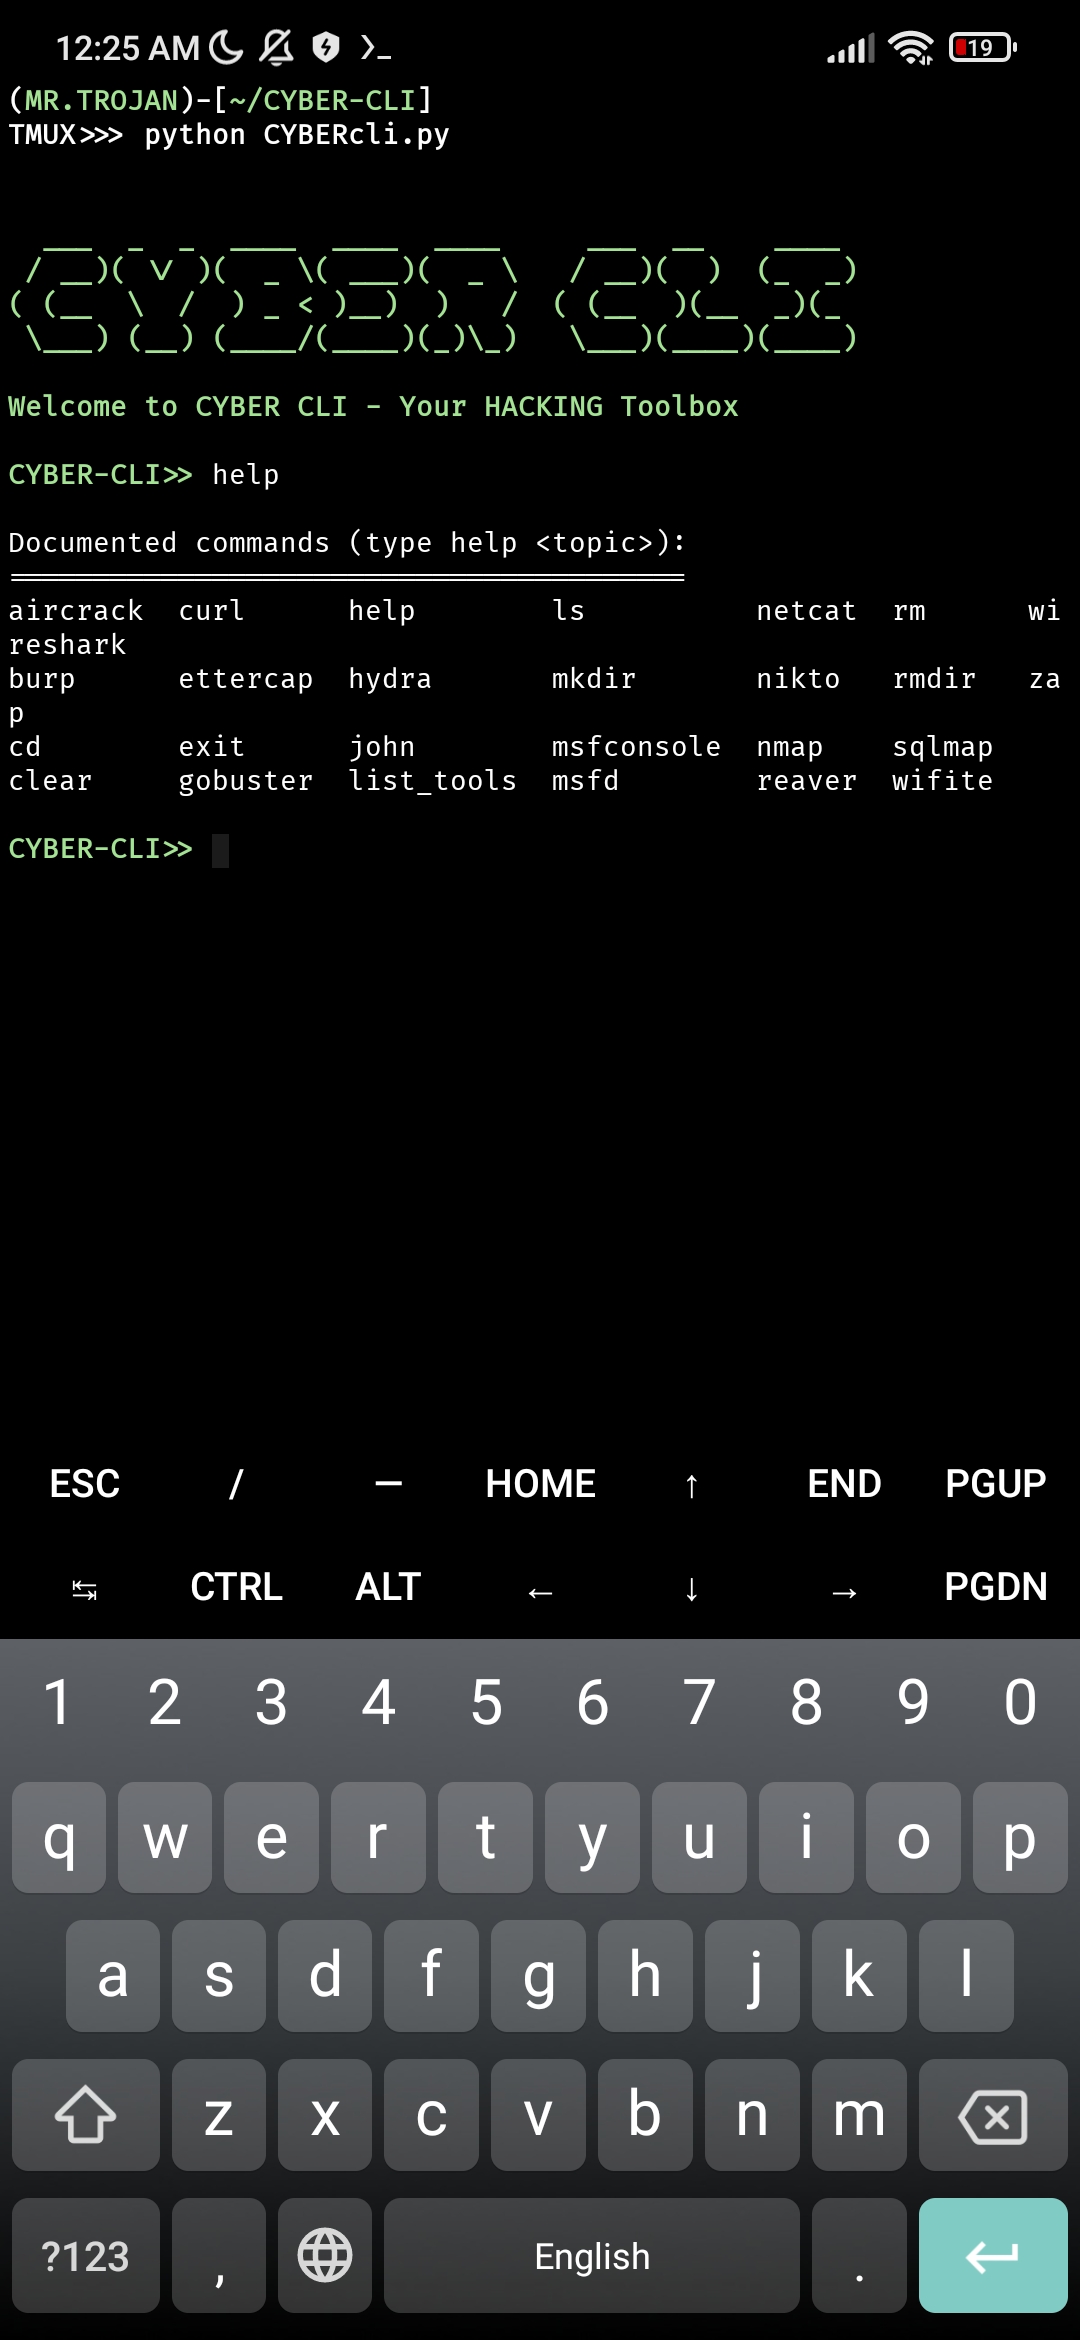 12:25 AM 19
(MR.TROJAN)-[~/CYBER-CLI]
TMUX>>> python CYBERcli.py
CYBER CLI
Welcome to CYBER CLI - Your HACKING Toolbox
CYBER-CLI>> help
Documented commands (type help <topic>):
========================================
aircrack curl help ls netcat rm wi
reshark
burp ettercap hydra mkdir nikto rmdir za
p
cd exit john msfconsole nmap sqlmap
clear gobuster list_tools msfd reaver wifite
CYBER-CLI>>
ESC / — HOME ↑ END PGUP
↹ CTRL ALT ← ↓ → PGDN
1 2 3 4 5 6 7 8 9 0
q w e r t y u i o p
a s d f g h j k l
z x c v b n m
?123 , English .